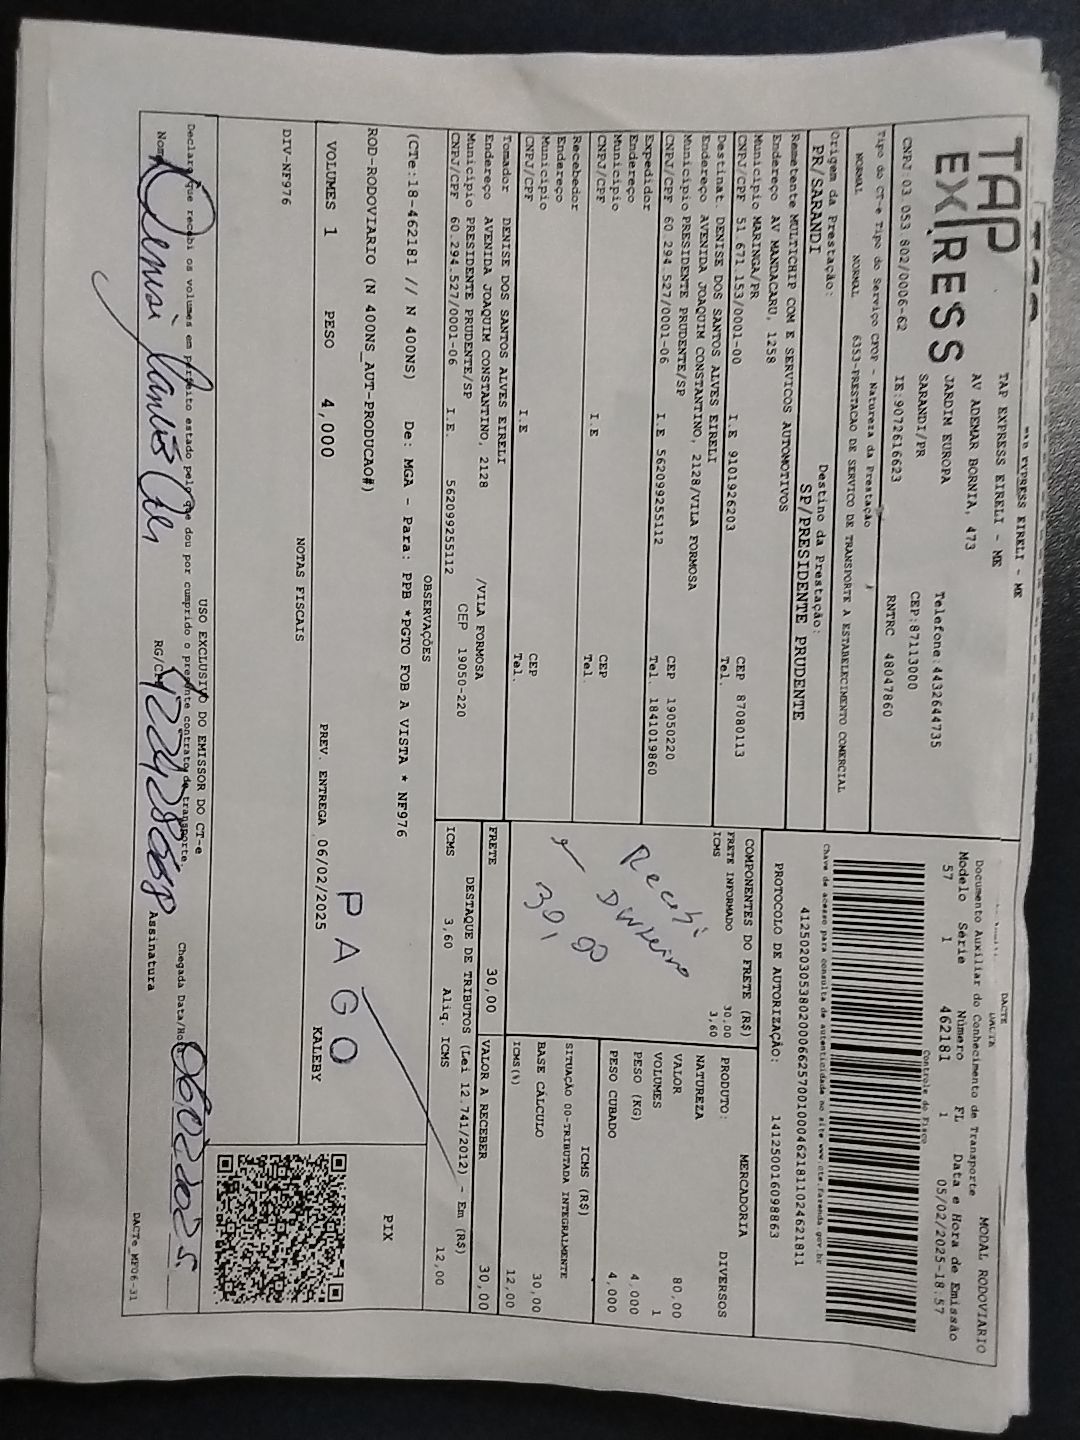 TAP EXPRESS EIRELI - ME
DACTE
TAP
EXPRESS
TAP EXPRESS EIRELI - ME
AV ADEMAR BORNIA, 473
JARDIM EUROPA
SARANDI/PR
Telefone:4432644735
CEP:87113000
CNPJ:03 053 802/0006-62 IE:9072616623 RNTRC 48047860
DACTE
Documento Auxiliar do Conhecimento de Transporte
MODAL RODOVIARIO
Modelo Série Número FL Data e Hora de Emissão
57 1 462181 1 05/02/2025-18:57
Controle do Fisco
Chave de acesso para consulta de autenticidade no site www.cte.fazenda.gov.br
41250203053802000662570010004621811024621811
PROTOCOLO DE AUTORIZAÇÃO: 141250016098863
Tipo do CT-e Tipo do Serviço CFOP - Natureza da Prestação
NORMAL NORMAL 6353-PRESTACAO DE SERVICO DE TRANSPORTE A ESTABELECIMENTO COMERCIAL
Origem da Prestação: Destino da Prestação:
PR/SARANDI SP/PRESIDENTE PRUDENTE
Remetente MULTICHIP COM E SERVICOS AUTOMOTIVOS
Endereço AV MANDACARU, 1258
Município MARINGA/PR CEP 87080113
CNPJ/CPF 51 671 153/0001-00 I.E 9101926203 Tel.
Destinat. DENISE DOS SANTOS ALVES EIRELI
Endereço AVENIDA JOAQUIM CONSTANTINO, 2128/VILA FORMOSA
Município PRESIDENTE PRUDENTE/SP CEP 19050220
CNPJ/CPF 60 294 527/0001-06 I.E 562099255112 Tel. 1841019860
Expedidor
Endereço
Município CEP
CNPJ/CPF I.E Tel.
Recebedor
Endereço
Município CEP
CNPJ/CPF I.E Tel.
Tomador DENISE DOS SANTOS ALVES EIRELI
Endereço AVENIDA JOAQUIM CONSTANTINO, 2128 /VILA FORMOSA
Município PRESIDENTE PRUDENTE/SP CEP 19050-220
CNPJ/CPF 60.294.527/0001-06 I.E. 562099255112
COMPONENTES DO FRETE (R$)
FRETE INFORMADO 30,00
ICMS 3,60
Recebi
Dinheiro
30,00
PRODUTO: MERCADORIA
NATUREZA DIVERSOS
VALOR 80,00
VOLUMES 1
PESO (KG) 4,000
PESO CUBADO 4,000
ICMS (R$)
SITUAÇÃO 00-TRIBUTADA INTEGRALMENTE
BASE CÁLCULO 30,00
ICMS(%) 12,00
FRETE 30,00 VALOR A RECEBER 30,00
DESTAQUE DE TRIBUTOS (Lei 12.741/2012) - Em (R$)
ICMS 3,60 Aliq. ICMS 12,00
OBSERVAÇÕES
(CTe:18-462181 // N 400NS) De: MGA - Para: PPB *PGTO FOB A VISTA * NF976
ROD-RODOVIARIO (N 400NS_AUT-PRODUCAO#)
PAGO
PIX
VOLUMES 1 PESO 4,000 PREV. ENTREGA 06/02/2025 KALEBY
NOTAS FISCAIS
DIV-NF976
USO EXCLUSIVO DO EMISSOR DO CT-e
Declaro que recebi os volumes em perfeito estado pelo que dou por cumprido o presente contrato de transporte.
Chegada Data/Hora 06022025.
Nome RG/CPF Assinatura
DACTe MF06-31